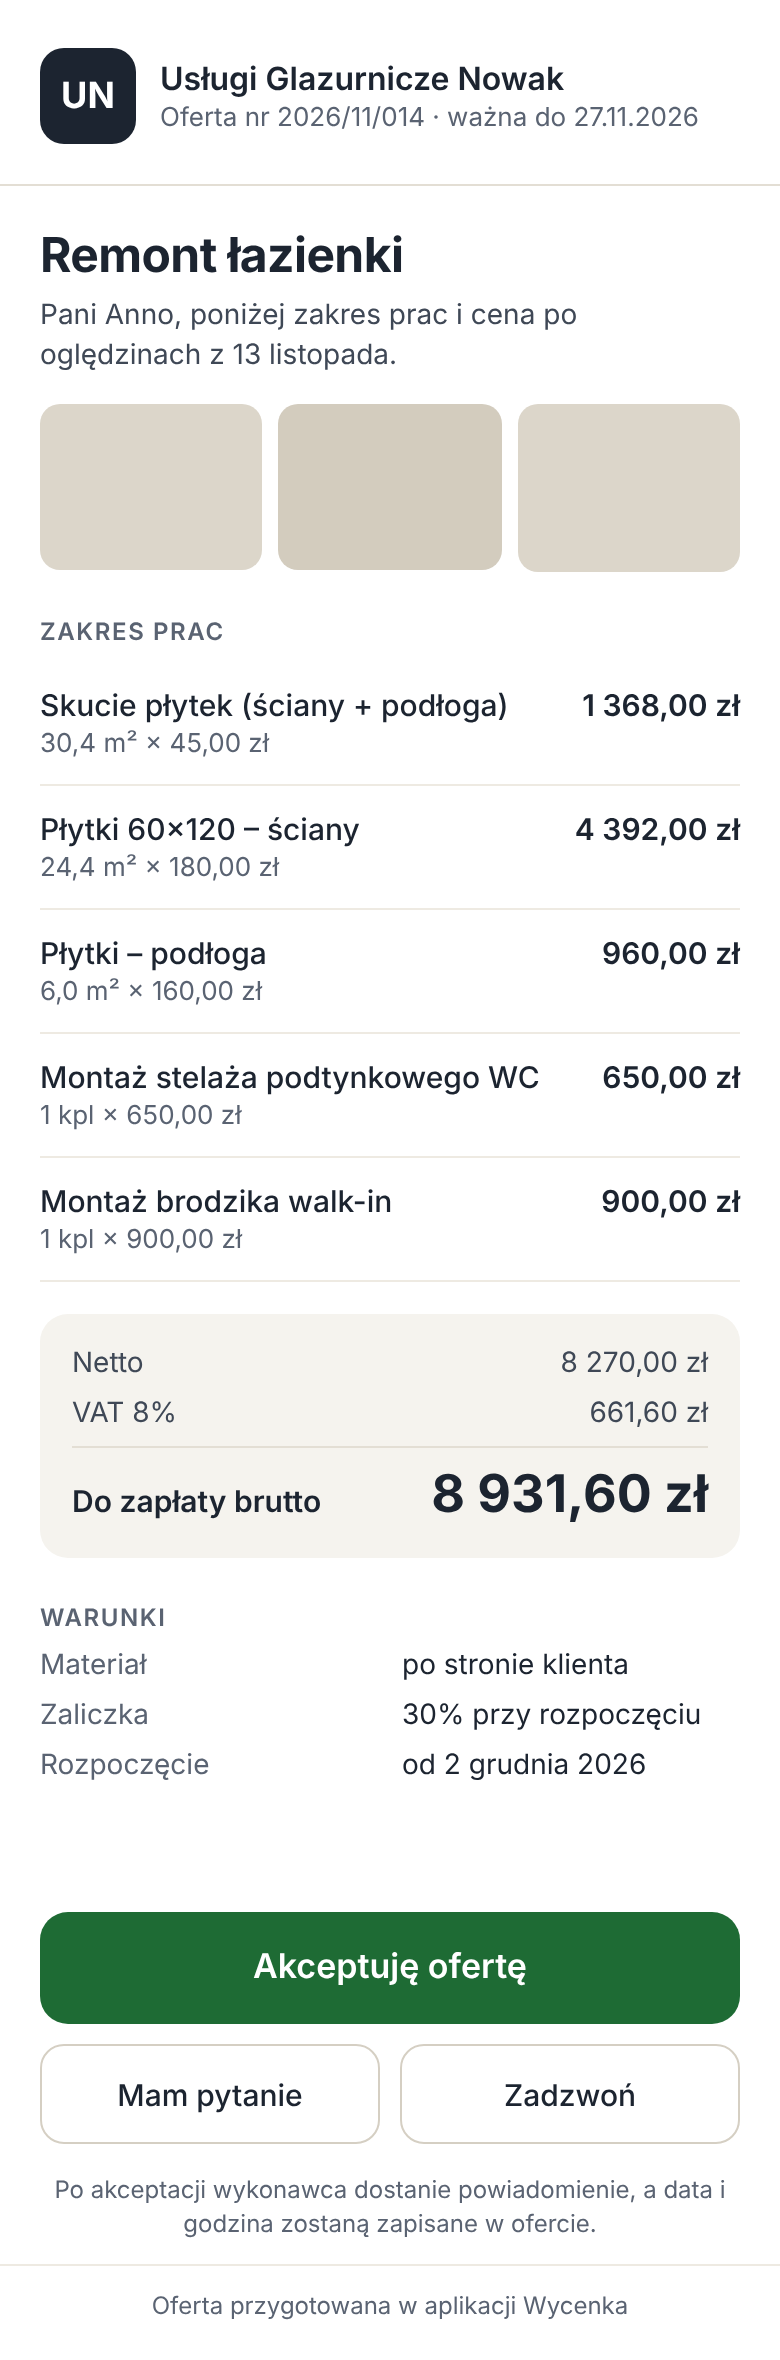 UN
Usługi Glazurnicze Nowak
Oferta nr 2026/11/014 · ważna do 27.11.2026
Remont łazienki
Pani Anno, poniżej zakres prac i cena po
oględzinach z 13 listopada.
ZAKRES PRAC
Skucie płytek (ściany + podłoga) 1 368,00 zł
30,4 m² × 45,00 zł
Płytki 60×120 – ściany 4 392,00 zł
24,4 m² × 180,00 zł
Płytki – podłoga 960,00 zł
6,0 m² × 160,00 zł
Montaż stelaża podtynkowego WC 650,00 zł
1 kpl × 650,00 zł
Montaż brodzika walk-in 900,00 zł
1 kpl × 900,00 zł
Netto 8 270,00 zł
VAT 8% 661,60 zł
Do zapłaty brutto 8 931,60 zł
WARUNKI
Materiał po stronie klienta
Zaliczka 30% przy rozpoczęciu
Rozpoczęcie od 2 grudnia 2026
Akceptuję ofertę
Mam pytanie Zadzwoń
Po akceptacji wykonawca dostanie powiadomienie, a data i
godzina zostaną zapisane w ofercie.
Oferta przygotowana w aplikacji Wycenka